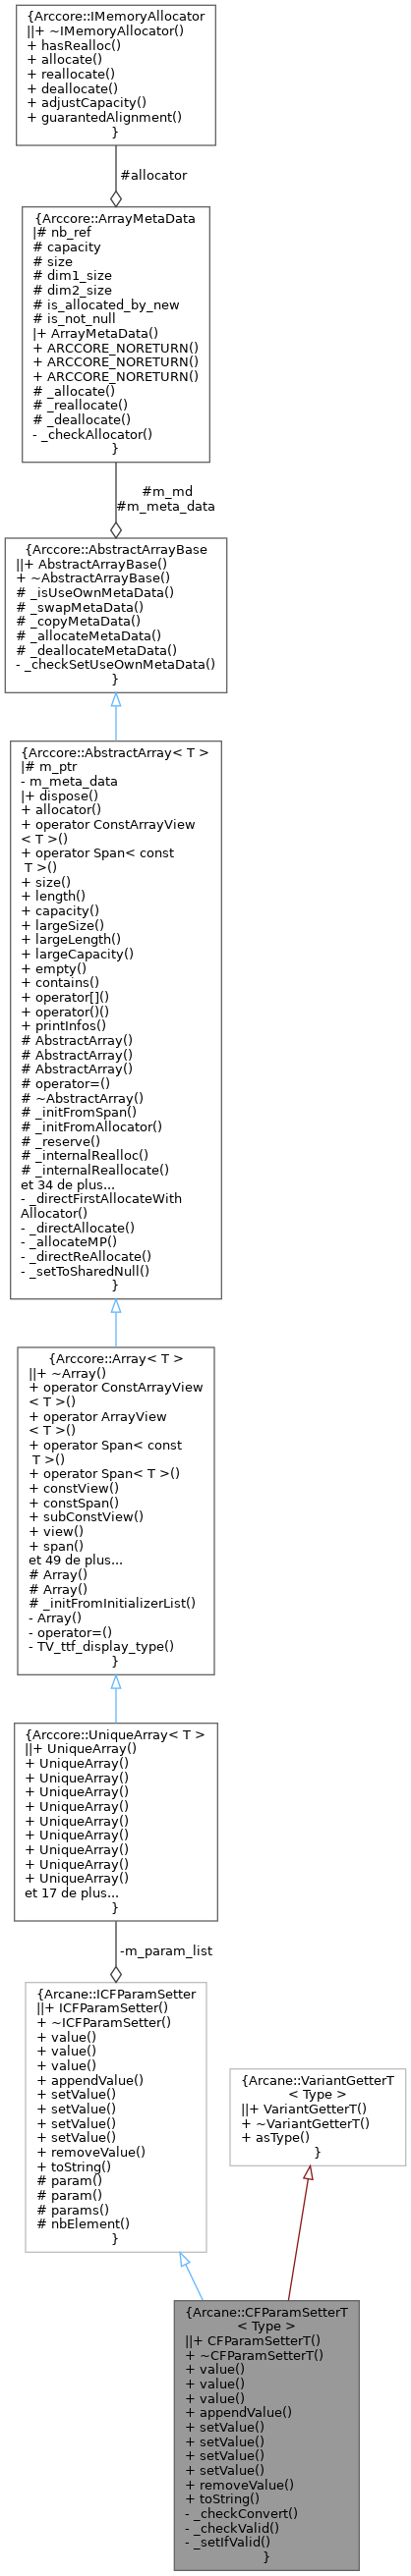 {Arccore::IMemoryAllocator
||+ ~IMemoryAllocator()
+ hasRealloc()
+ allocate()
+ reallocate()
+ deallocate()
+ adjustCapacity()
+ guarantedAlignment()
}
#allocator
{Arccore::ArrayMetaData
|# nb_ref
# capacity
# size
# dim1_size
# dim2_size
# is_allocated_by_new
# is_not_null
|+ ArrayMetaData()
+ ARCCORE_NORETURN()
+ ARCCORE_NORETURN()
+ ARCCORE_NORETURN()
# _allocate()
# _reallocate()
# _deallocate()
- _checkAllocator()
}
#m_md
#m_meta_data
{Arccore::AbstractArrayBase
||+ AbstractArrayBase()
+ ~AbstractArrayBase()
# _isUseOwnMetaData()
# _swapMetaData()
# _copyMetaData()
# _allocateMetaData()
# _deallocateMetaData()
- _checkSetUseOwnMetaData()
}
{Arccore::AbstractArray< T >
|# m_ptr
- m_meta_data
|+ dispose()
+ allocator()
+ operator ConstArrayView
< T >()
+ operator Span< const
T >()
+ size()
+ length()
+ capacity()
+ largeSize()
+ largeLength()
+ largeCapacity()
+ empty()
+ contains()
+ operator[]()
+ operator()()
+ printInfos()
# AbstractArray()
# AbstractArray()
# AbstractArray()
# operator=()
# ~AbstractArray()
# _initFromSpan()
# _initFromAllocator()
# _reserve()
# _internalRealloc()
# _internalReallocate()
et 34 de plus...
- _directFirstAllocateWith
Allocator()
- _directAllocate()
- _allocateMP()
- _directReAllocate()
- _setToSharedNull()
}
{Arccore::Array< T >
||+ ~Array()
+ operator ConstArrayView
< T >()
+ operator ArrayView
< T >()
+ operator Span< const
T >()
+ operator Span< T >()
+ constView()
+ constSpan()
+ subConstView()
+ view()
+ span()
et 49 de plus...
# Array()
# Array()
# _initFromInitializerList()
- Array()
- operator=()
- TV_ttf_display_type()
}
{Arccore::UniqueArray< T >
||+ UniqueArray()
+ UniqueArray()
+ UniqueArray()
+ UniqueArray()
+ UniqueArray()
+ UniqueArray()
+ UniqueArray()
+ UniqueArray()
+ UniqueArray()
+ UniqueArray()
et 17 de plus...
}
-m_param_list
{Arcane::ICFParamSetter
||+ ICFParamSetter()
+ ~ICFParamSetter()
+ value()
+ value()
+ value()
+ appendValue()
+ setValue()
+ setValue()
+ setValue()
+ setValue()
+ removeValue()
+ toString()
# param()
# param()
# params()
# nbElement()
}
{Arcane::VariantGetterT
< Type >
||+ VariantGetterT()
+ ~VariantGetterT()
+ asType()
}
{Arcane::CFParamSetterT
< Type >
||+ CFParamSetterT()
+ ~CFParamSetterT()
+ value()
+ value()
+ value()
+ appendValue()
+ setValue()
+ setValue()
+ setValue()
+ setValue()
+ removeValue()
+ toString()
- _checkConvert()
- _checkValid()
- _setIfValid()
}